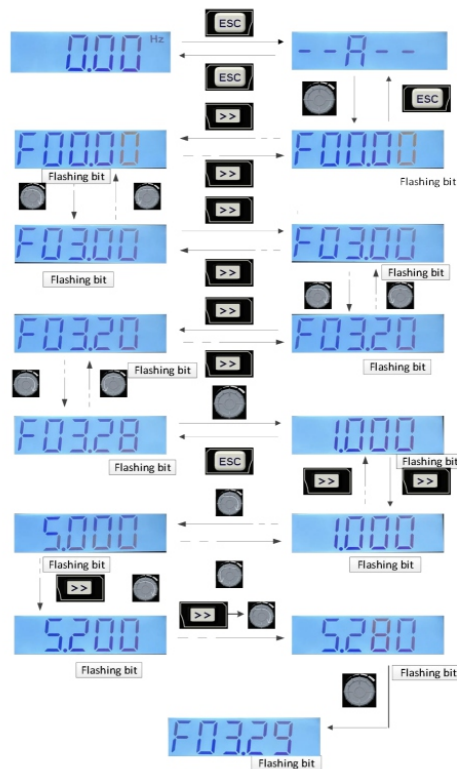 ESC
0.00 Hz
--A--
ESC
ESC
>>
F00.00
F00.00
Flashing bit
Flashing bit
>>
>>
F03.00
F03.00
Flashing bit
Flashing bit
>>
>>
F03.20
F03.20
Flashing bit
Flashing bit
>>
F03.28
1.000
Flashing bit
Flashing bit
ESC
>>
>>
5.000
1.000
Flashing bit
Flashing bit
>>
>>
5.200
5.280
Flashing bit
Flashing bit
F03.29
Flashing bit